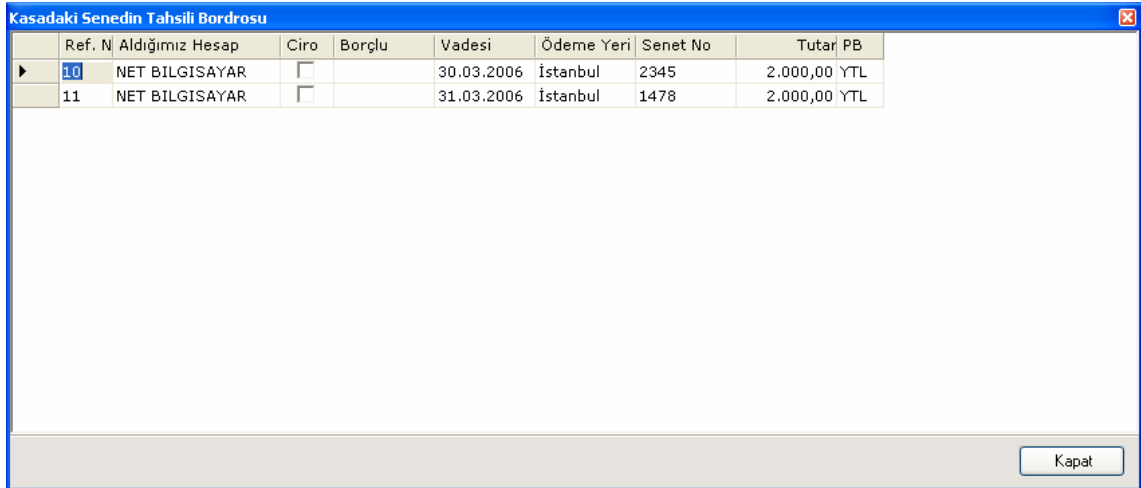 Kasadaki Senedin Tahsili Bordrosu
Ref. N Aldığımız Hesap Ciro Borçlu Vadesi Ödeme Yeri Senet No Tutar PB
10 NET BILGISAYAR 30.03.2006 İstanbul 2345 2.000,00 YTL
11 NET BILGISAYAR 31.03.2006 İstanbul 1478 2.000,00 YTL
Kapat